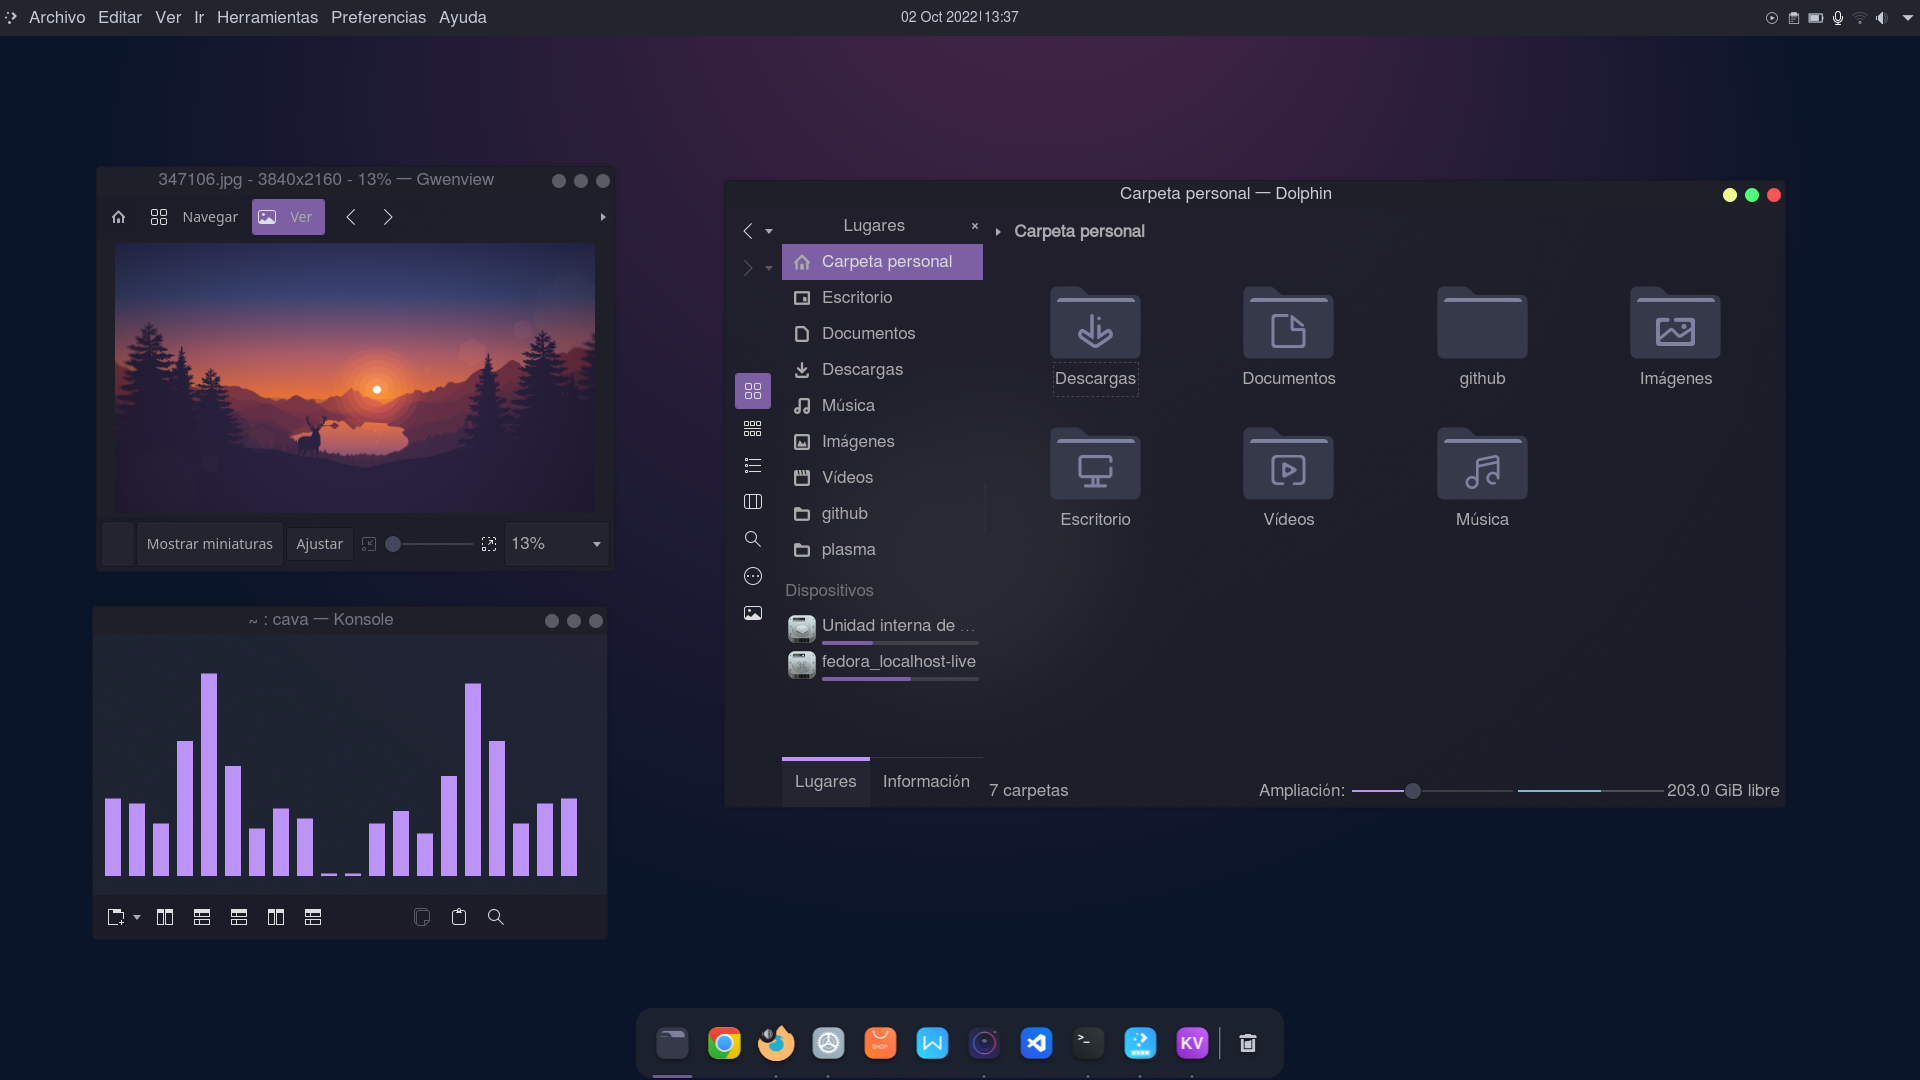 Archivo Editar Ver Ir Herramientas Preferencias Ayuda
02 Oct 2022 | 13:37
347106.jpg - 3840x2160 - 13% — Gwenview
Navegar
Ver
Mostrar miniaturas
Ajustar
13%
~ : cava — Konsole
Carpeta personal — Dolphin
Lugares
Carpeta personal
Escritorio
Documentos
Descargas
Música
Imágenes
Vídeos
github
plasma
Dispositivos
Unidad interna de ...
fedora_localhost-live
Lugares
Información
Carpeta personal
Descargas
Documentos
github
Imágenes
Escritorio
Vídeos
Música
7 carpetas
Ampliación:
203.0 GiB libre
SHOP
>_
KV